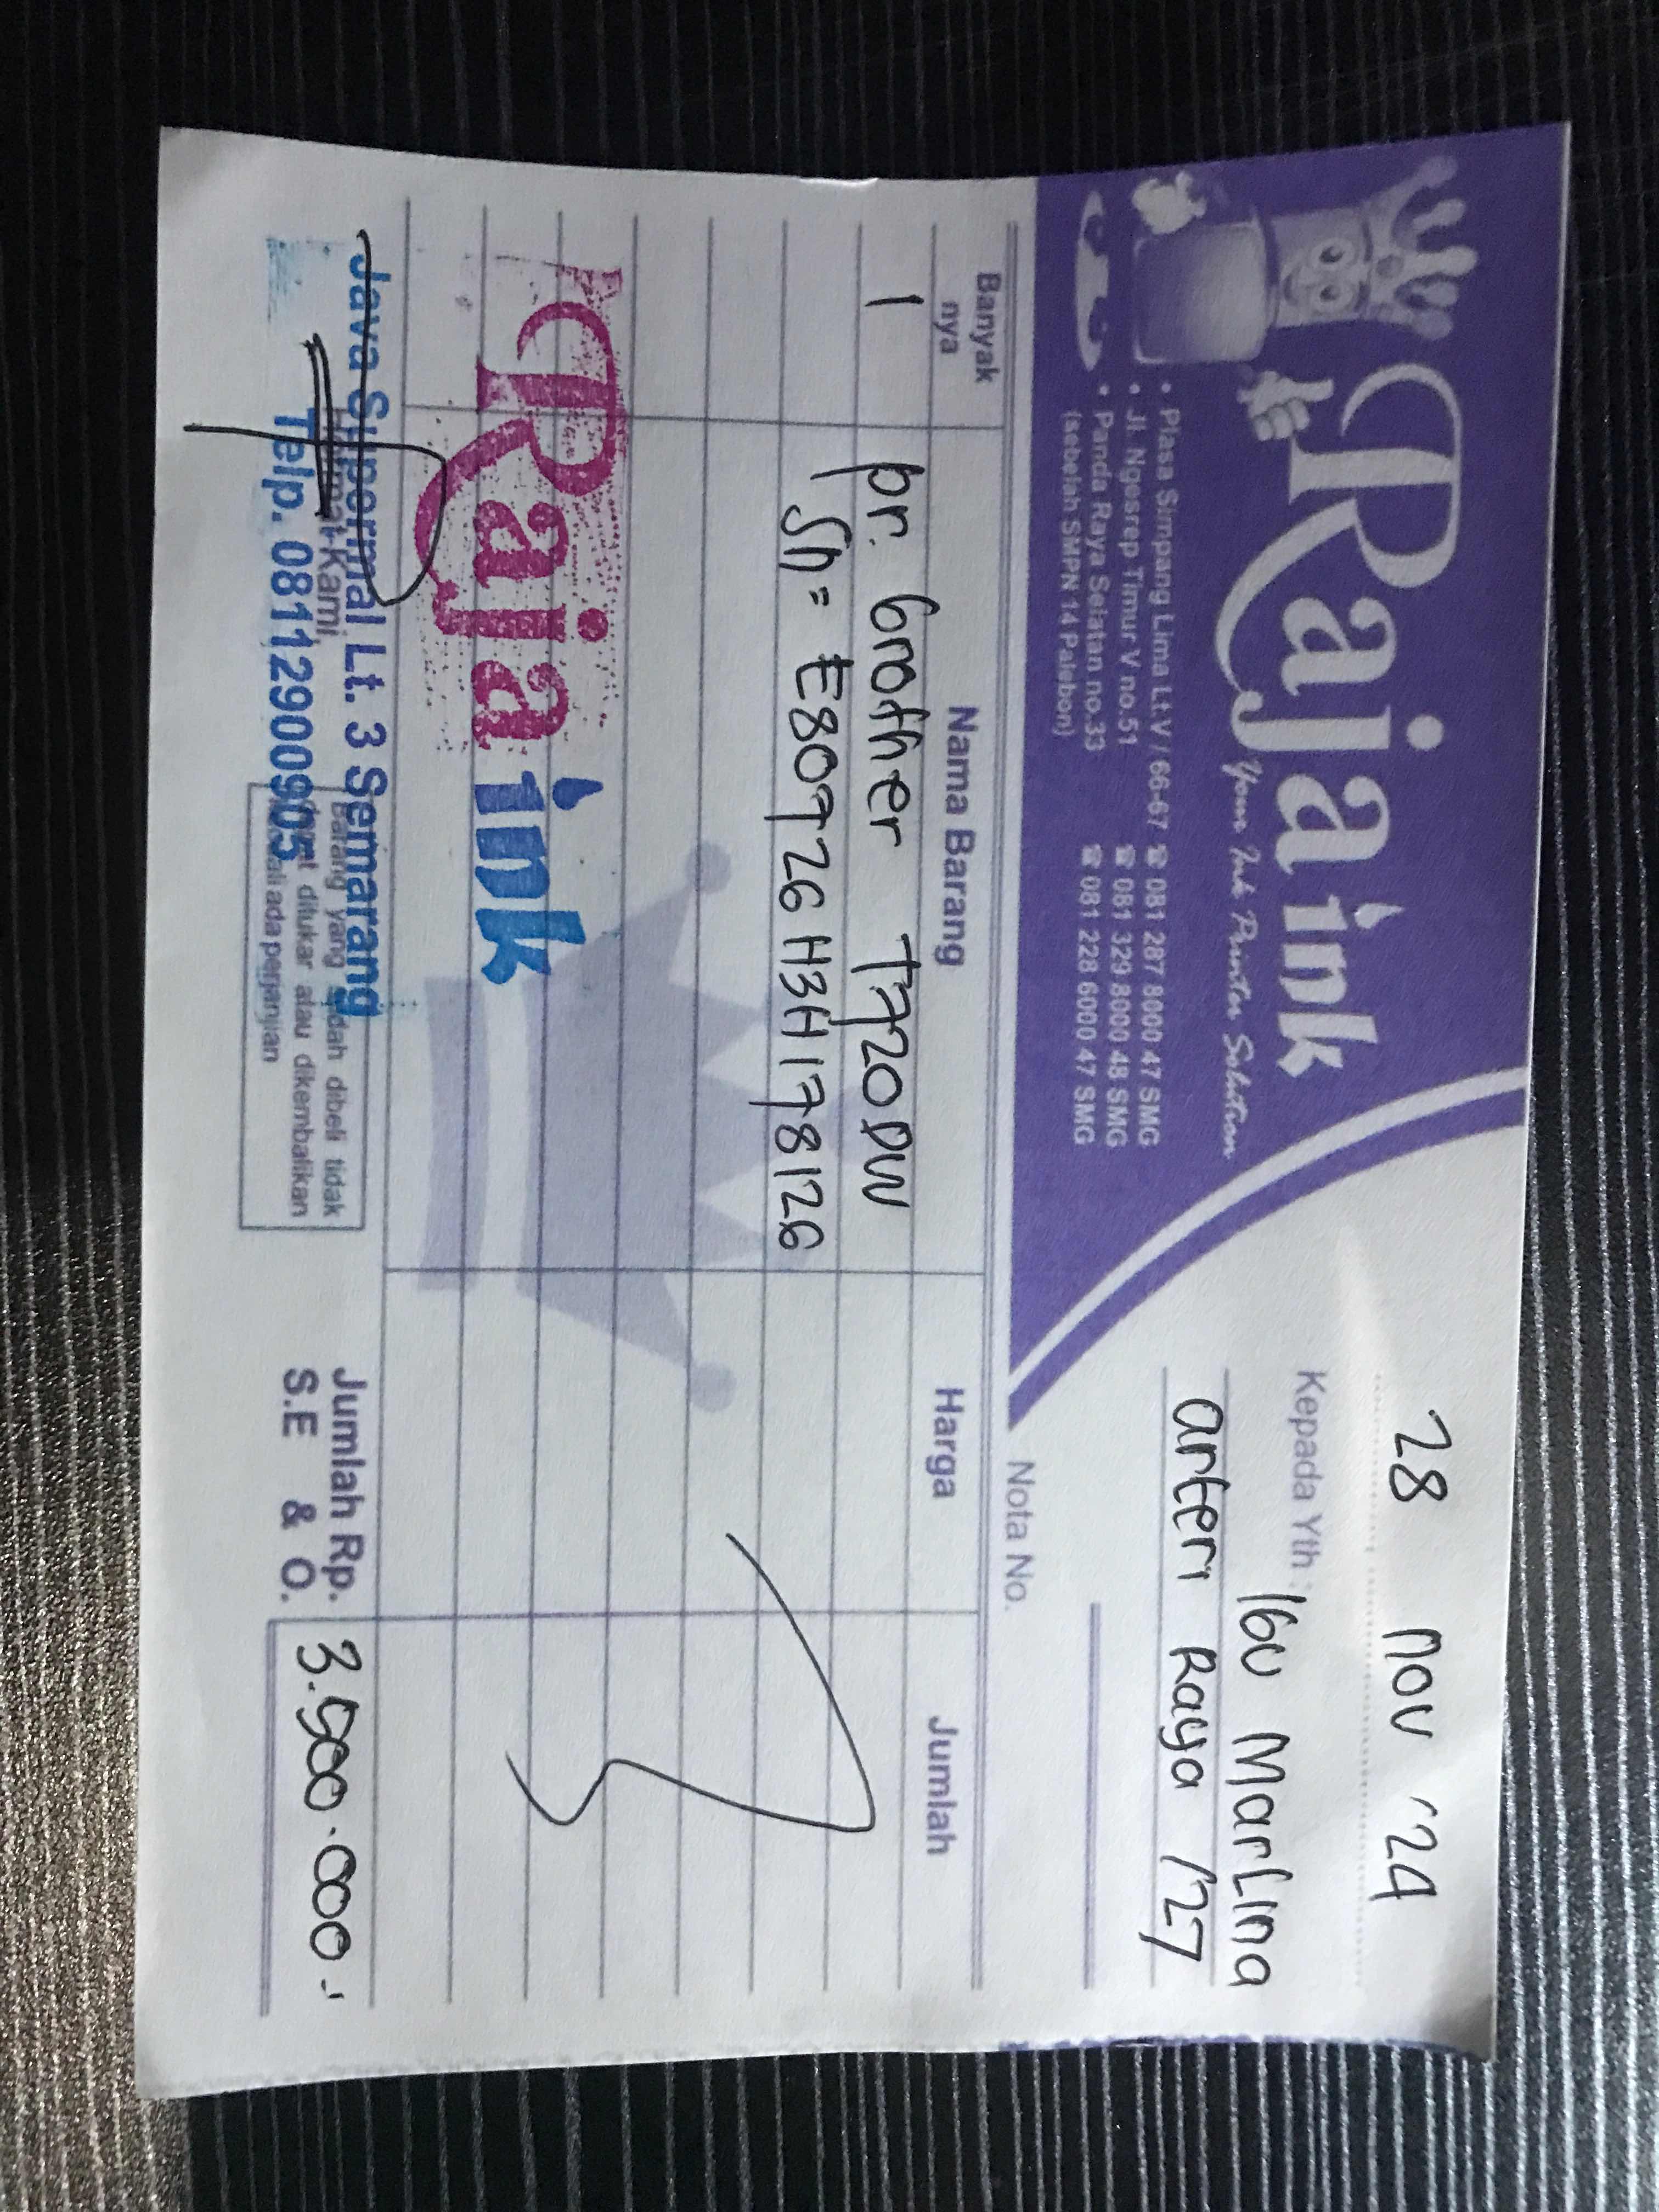 Raja ink
Your Ink Printer Solution
• Plasa Simpang Lima Lt.V / 66-67 ☎ 081 287 8000 47 SMG
• Jl. Ngesrep Timur V no.51 ☎ 081 329 8000 48 SMG
• Panda Raya Selatan no.33 ☎ 081 228 6000 47 SMG
(sebelah SMPN 14 Palebon)
28 Nov '24
Kepada Yth : Ibu Marlina
arteri Raya /27
Nota No.
Banyak nya Nama Barang Harga Jumlah
1 pr. brother T720DW
Sn = E80726H3H178126
Raja ink
Java Supermal Lt. 3 Semarang
Telp. 081129000905
Hormat Kami,
Barang yang sudah dibeli tidak
dapat ditukar atau dikembalikan
kecuali ada perjanjian
Jumlah Rp. 3.500.000.-
S.E & O.